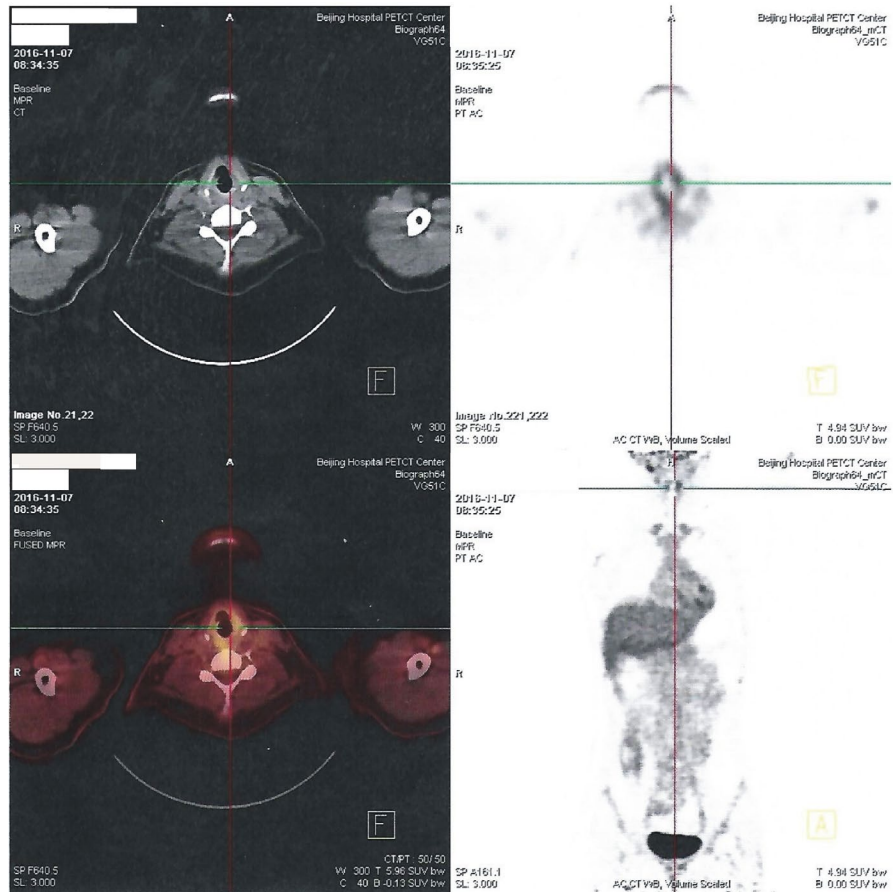 A
Beijing Hospital PETCT Center
Biograph64
VG51C
2016-11-07
08:34:35
Baseline
MPR
CT
R
F
Image No.21,22
SP F640.5
SL: 3.000
W 300
C 40
A
Beijing Hospital PETCT Center
Biograph64_mCT
VG51C
2016-11-07
08:35:25
Baseline
MPR
PT AC
R
F
Image No.221,222
SP F640.5
SL: 3.000
AC CT WB, Volume Scaled
T 4.94 SUV bw
B 0.00 SUV bw
A
Beijing Hospital PETCT Center
Biograph64
VG51C
2016-11-07
08:34:35
Baseline
FUSED MPR
R
F
SP F640.5
SL: 3.000
CT/PT : 50/50
W 300 T 5.96 SUV bw
C 40 B -0.13 SUV bw
H
Beijing Hospital PETCT Center
Biograph64_mCT
VG51C
2016-11-07
08:35:25
Baseline
MPR
PT AC
R
A
SP A161.1
SL: 3.000
AC CT WB, Volume Scaled
T 4.94 SUV bw
B 0.00 SUV bw